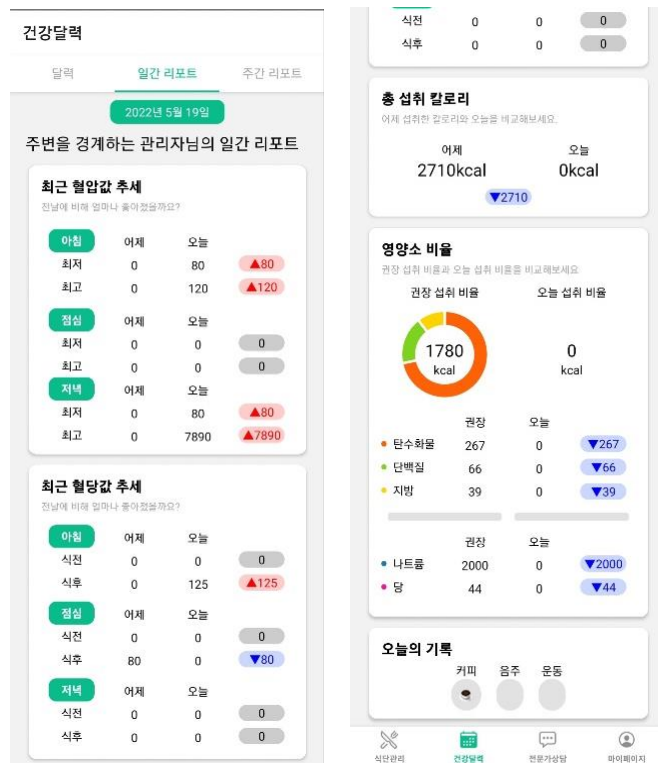 건강달력
달력 일간 리포트 주간 리포트
2022년 5월 19일
주변을 경계하는 관리자님의 일간 리포트
최근 혈압값 추세
전날에 비해 얼마나 좋아졌을까요?
아침 어제 오늘
최저 0 80 ▲80
최고 0 120 ▲120
점심 어제 오늘
최저 0 0 0
최고 0 0 0
저녁 어제 오늘
최저 0 80 ▲80
최고 0 7890 ▲7890
최근 혈당값 추세
전날에 비해 얼마나 좋아졌을까요?
아침 어제 오늘
식전 0 0 0
식후 0 125 ▲125
점심 어제 오늘
식전 0 0 0
식후 80 0 ▼80
저녁 어제 오늘
식전 0 0 0
식후 0 0 0
식전 0 0 0
식후 0 0 0
총 섭취 칼로리
어제 섭취한 칼로리와 오늘을 비교해보세요.
어제 오늘
2710kcal 0kcal
▼2710
영양소 비율
권장 섭취 비율과 오늘 섭취 비율을 비교해보세요
권장 섭취 비율 오늘 섭취 비율
1780 0
kcal kcal
권장 오늘
탄수화물 267 0 ▼267
단백질 66 0 ▼66
지방 39 0 ▼39
권장 오늘
나트륨 2000 0 ▼2000
당 44 0 ▼44
오늘의 기록
커피 음주 운동
식단관리 건강달력 전문가상담 마이페이지